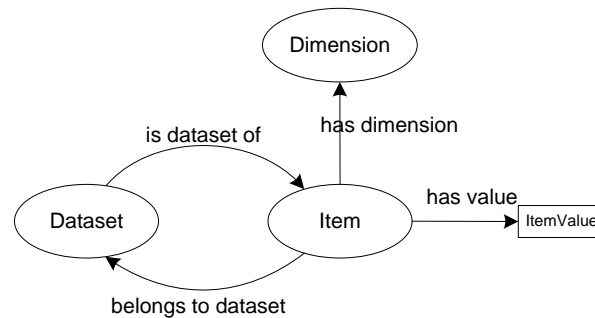 Dimension
is dataset of
has dimension
has value
Dataset
Item
ItemValue
belongs to dataset